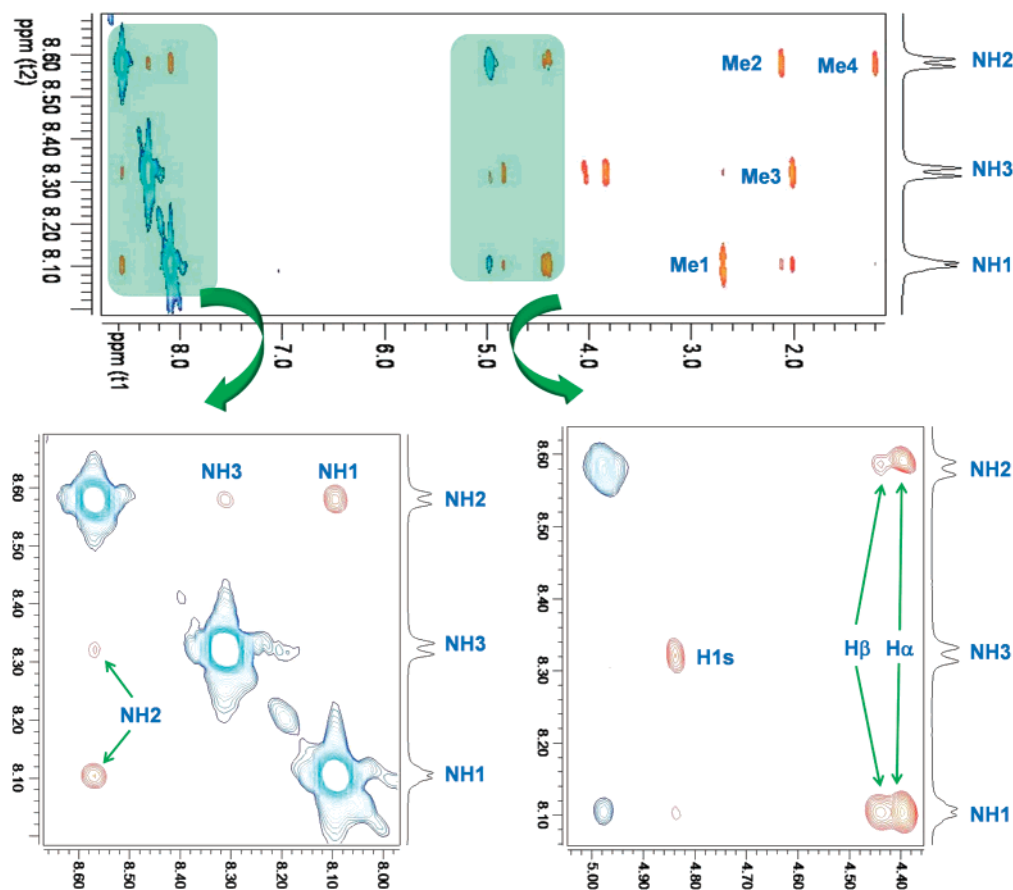 8.60
8.50
8.40
8.30
8.20
8.10
ppm (t2)
Me2
Me4
Me3
Me1
NH2
NH3
NH1
ppm (t1
8.0
7.0
6.0
5.0
4.0
3.0
2.0
8.60
8.50
8.40
8.30
8.20
8.10
NH3
NH1
NH2
NH2
NH3
NH1
8.60
8.50
8.40
8.30
8.20
8.10
8.00
8.60
8.50
8.40
8.30
8.20
8.10
H1s
Hβ
Hα
NH2
NH3
NH1
5.00
4.90
4.80
4.70
4.60
4.50
4.40